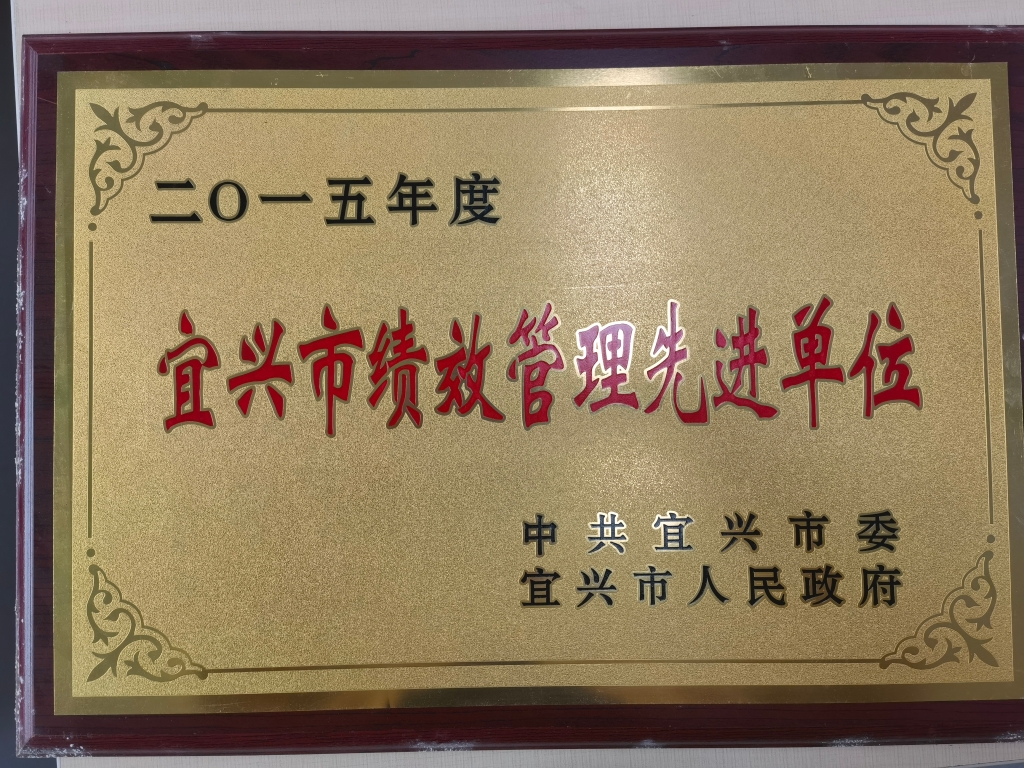 二〇一五年度
宜兴市绩效管理先进单位
中共宜兴市委
宜兴市人民政府